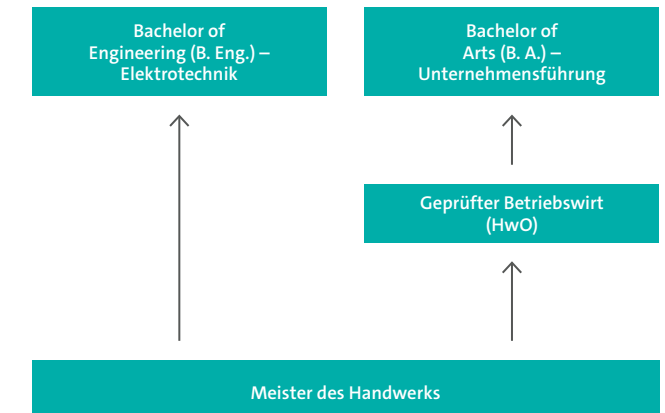 Bachelor of
Engineering (B. Eng.) –
Elektrotechnik
Bachelor of
Arts (B. A.) –
Unternehmensführung
Geprüfter Betriebswirt
(HwO)
Meister des Handwerks